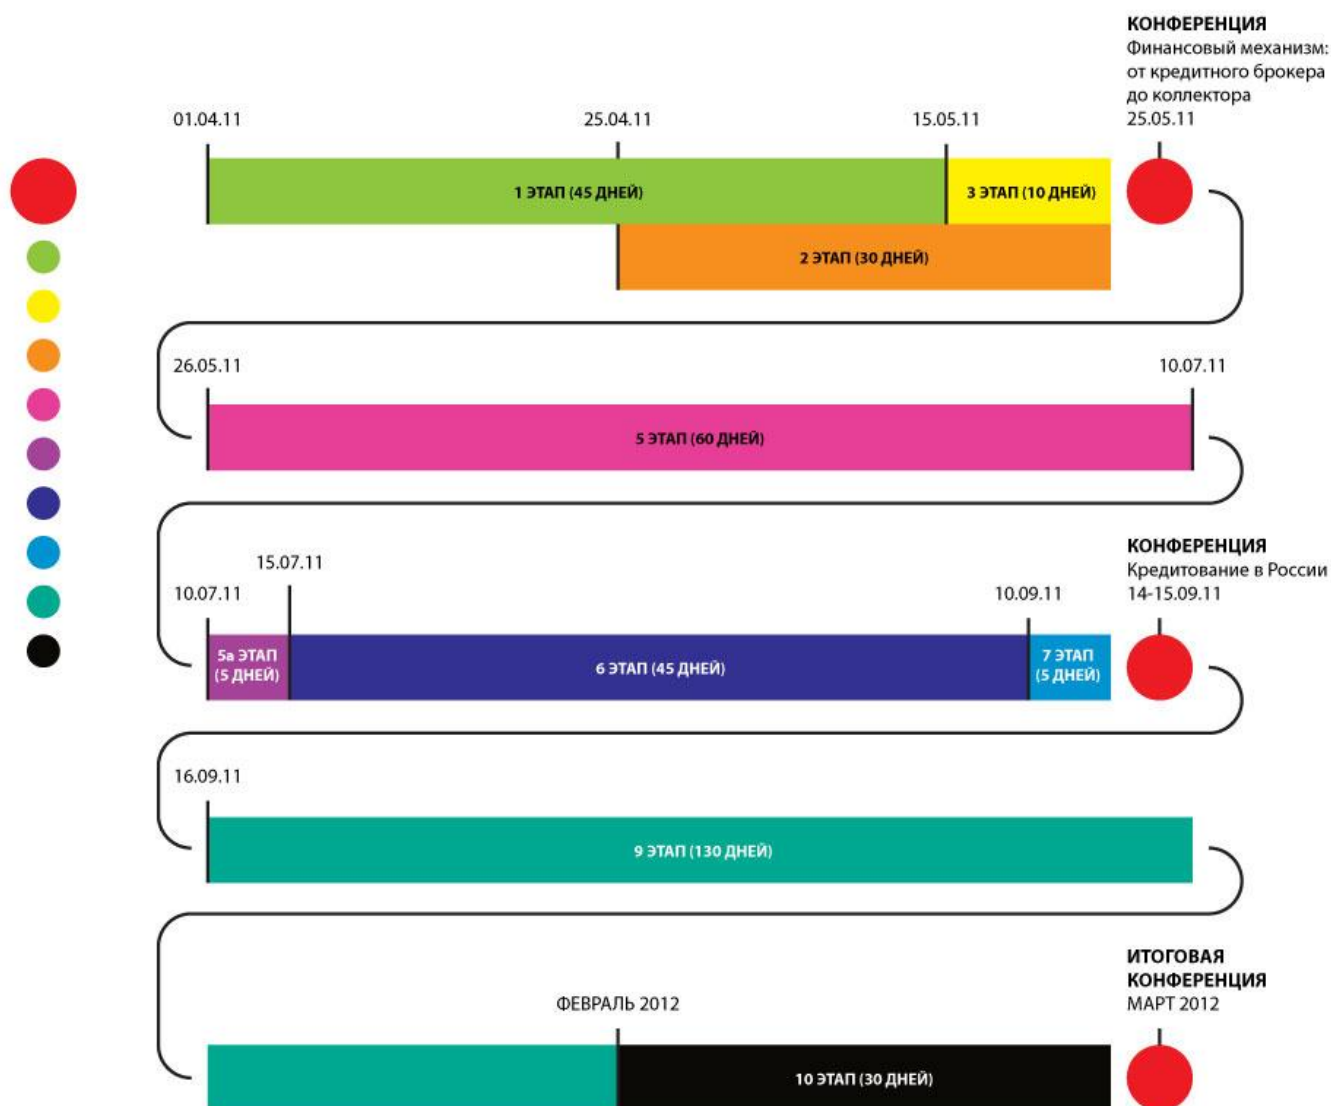 КОНФЕРЕНЦИЯ
Финансовый механизм:
от кредитного брокера
до коллектора
01.04.11
25.04.11
15.05.11
25.05.11
1 ЭТАП (45 ДНЕЙ)
3 ЭТАП (10 ДНЕЙ)
2 ЭТАП (30 ДНЕЙ)
26.05.11
10.07.11
5 ЭТАП (60 ДНЕЙ)
КОНФЕРЕНЦИЯ
Кредитование в России
14-15.09.11
15.07.11
10.07.11
10.09.11
5а ЭТАП
(5 ДНЕЙ)
6 ЭТАП (45 ДНЕЙ)
7 ЭТАП
(5 ДНЕЙ)
16.09.11
9 ЭТАП (130 ДНЕЙ)
ИТОГОВАЯ
КОНФЕРЕНЦИЯ
МАРТ 2012
ФЕВРАЛЬ 2012
10 ЭТАП (30 ДНЕЙ)